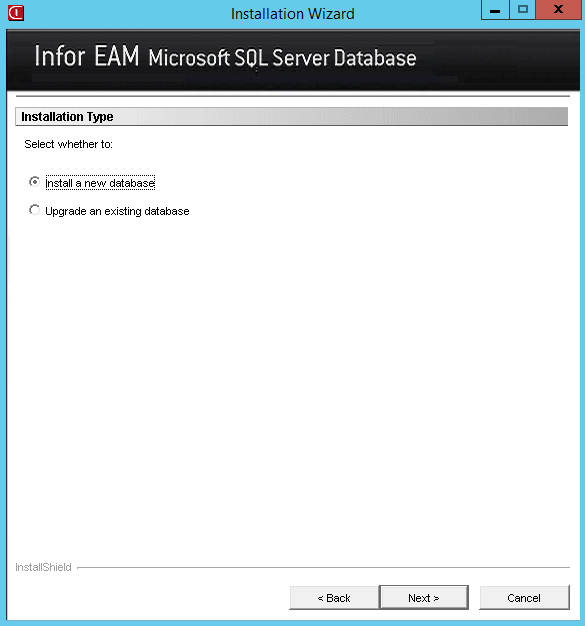 Installation Wizard
Infor EAM Microsoft SQL Server Database
Installation Type
Select whether to:
Install a new database
Upgrade an existing database
InstallShield
< Back
Next >
Cancel